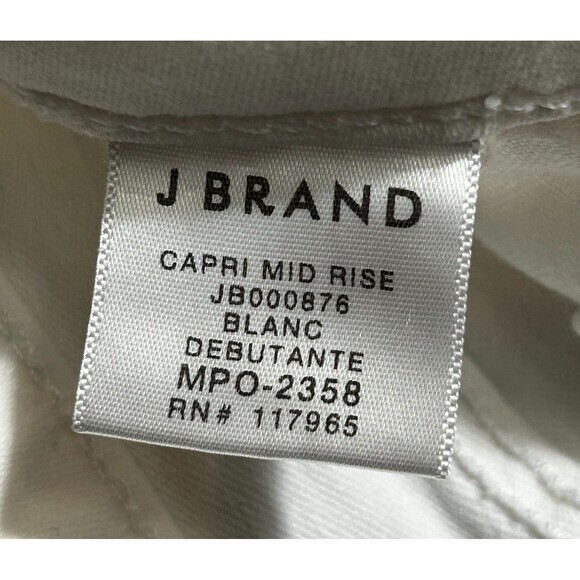 J BRAND
CAPRI MID RISE
JB000876
BLANC
DEBUTANTE
MPO-2358
RN# 117965